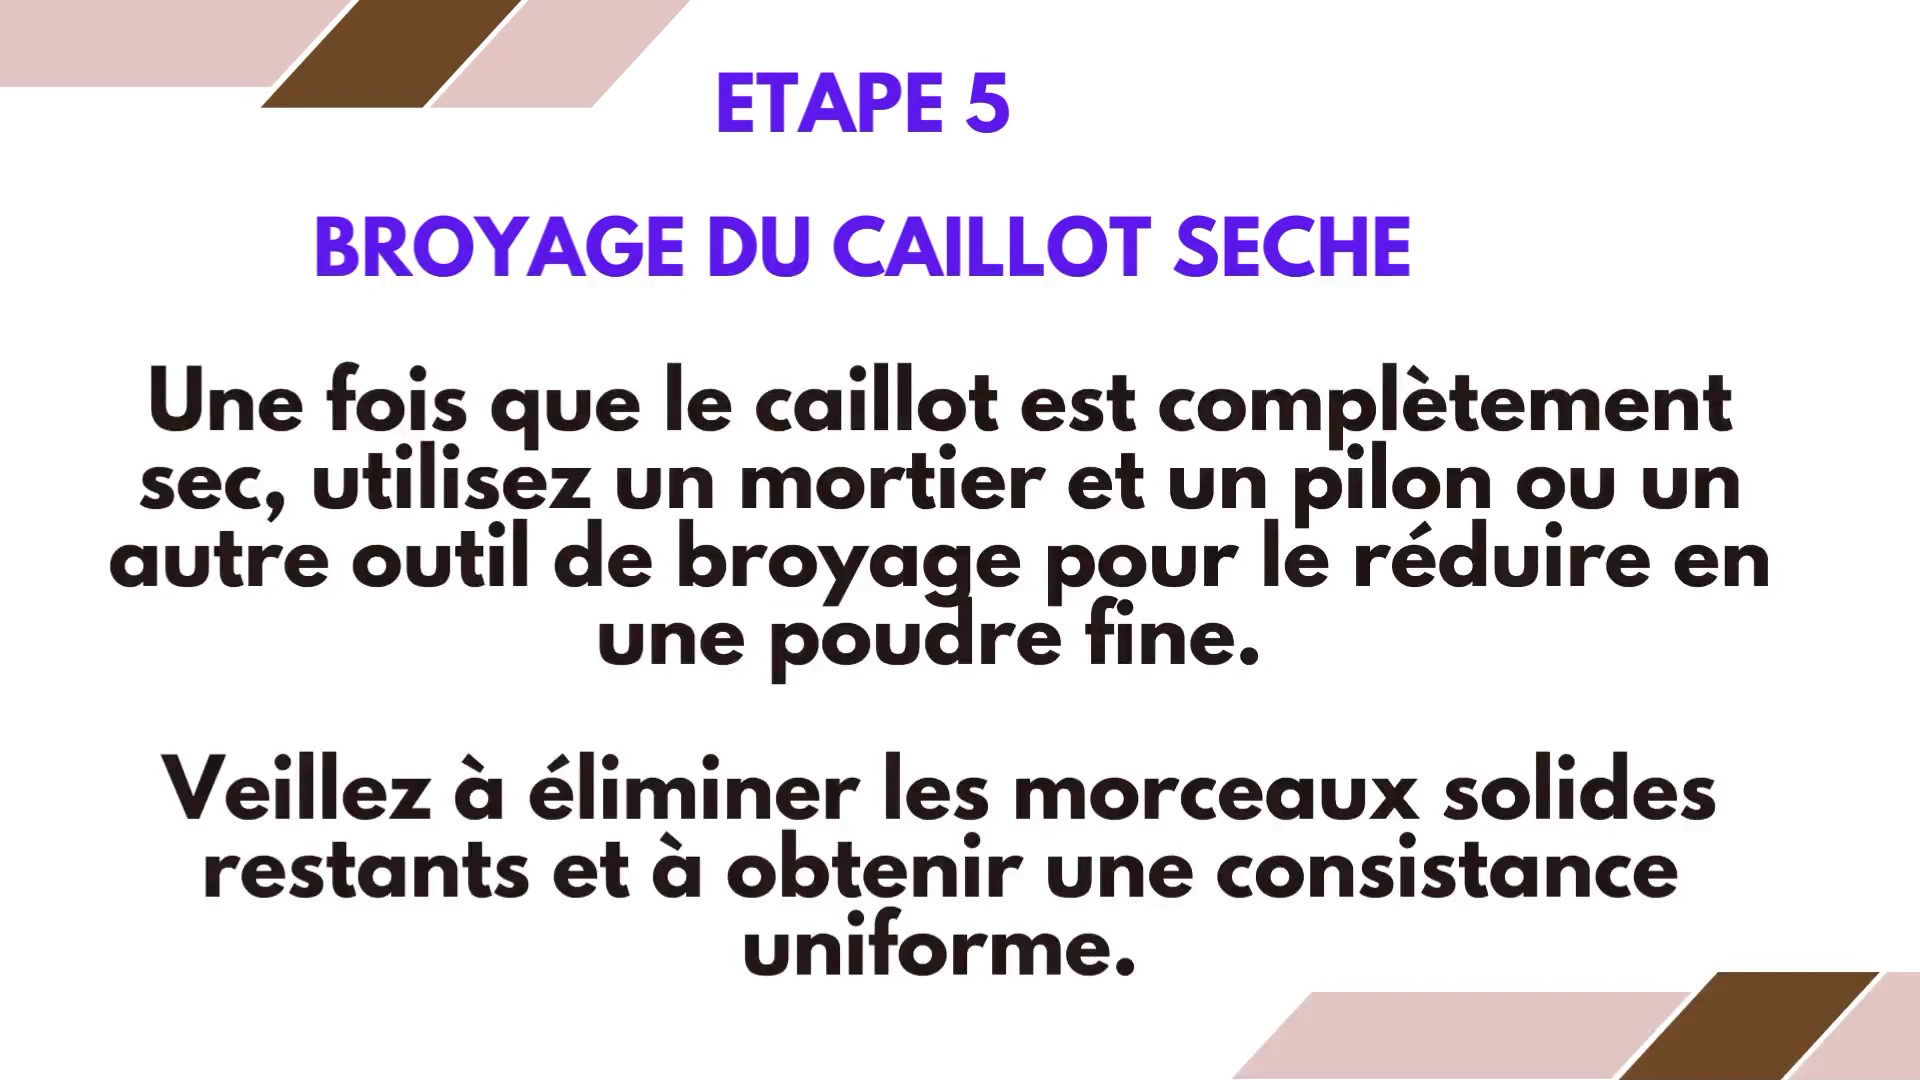 ETAPE 5
BROYAGE DU CAILLOT SECHE
Une fois que le caillot est complètement
sec, utilisez un mortier et un pilon ou un
autre outil de broyage pour le réduire en
une poudre fine.
Veillez à éliminer les morceaux solides
restants et à obtenir une consistance
uniforme.